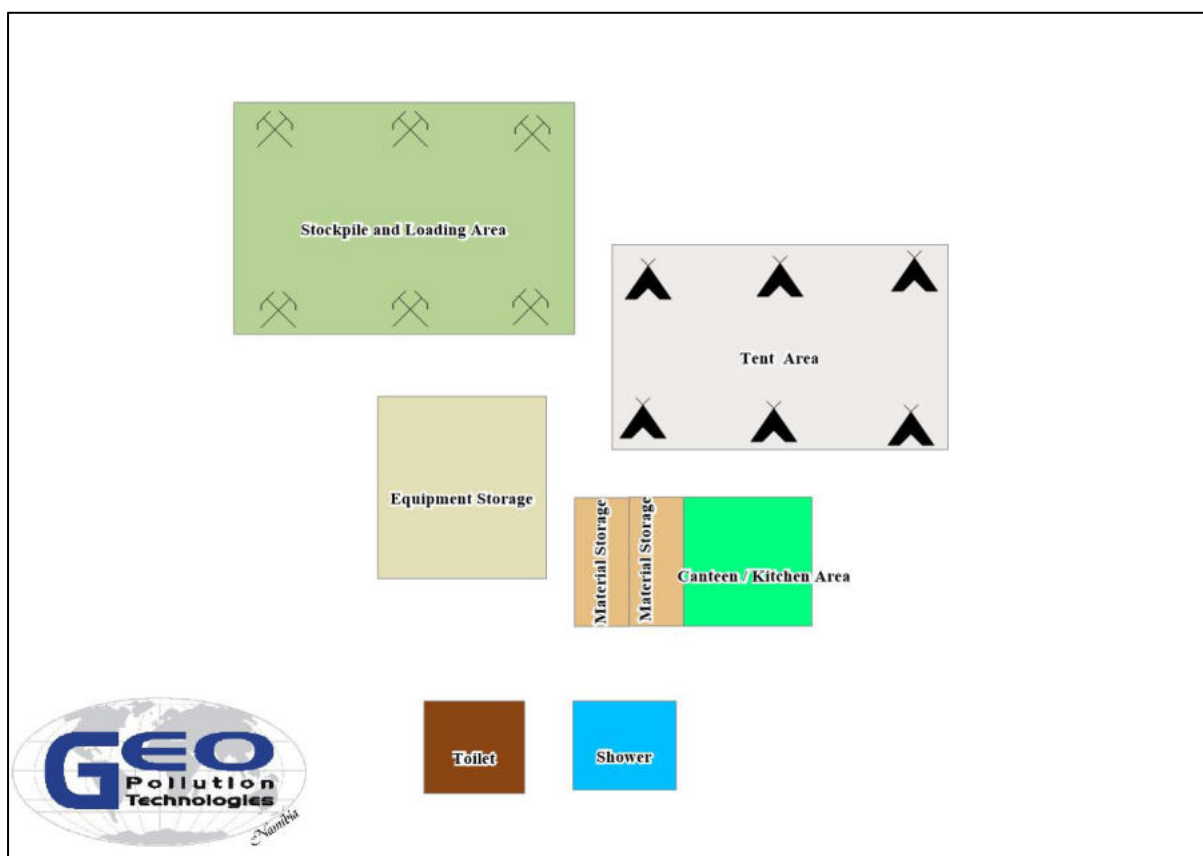 Stockpile and Loading Area
Tent Area
Equipment Storage
Material Storage
Material Storage
Canteen / Kitchen Area
Toilet
Shower
GEO
Pollution
Technologies
Namibia